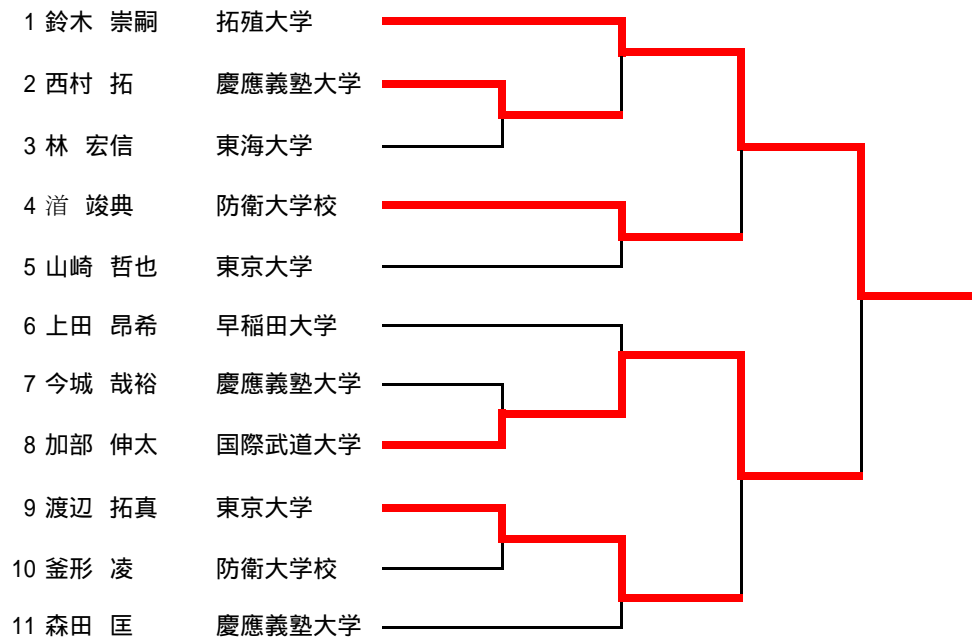 1 鈴木 崇嗣 拓殖大学
2 西村 拓 慶應義塾大学
3 林 宏信 東海大学
4 渞 竣典 防衛大学校
5 山崎 哲也 東京大学
6 上田 昂希 早稲田大学
7 今城 哉裕 慶應義塾大学
8 加部 伸太 国際武道大学
9 渡辺 拓真 東京大学
10 釜形 凌 防衛大学校
11 森田 匡 慶應義塾大学